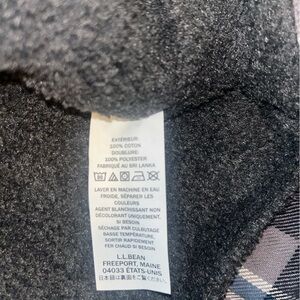 EXTÉRIEUR:
100% COTON
DOUBLURE:
100% POLYESTER
FABRIQUÉ AU SRI LANKA
LAVER EN MACHINE EN EAU
FROIDE, SÉPARER LES
COULEURS
AGENT BLANCHISSANT NON
DÉCOLORANT UNIQUEMENT,
SI BESOIN.
SÉCHAGE PAR CULBUTAGE
BASSE TEMPÉRATURE,
SORTIR RAPIDEMENT
FER CHAUD SI BESOIN
L.L.BEAN
FREEPORT, MAINE
04033 ÉTATS-UNIS